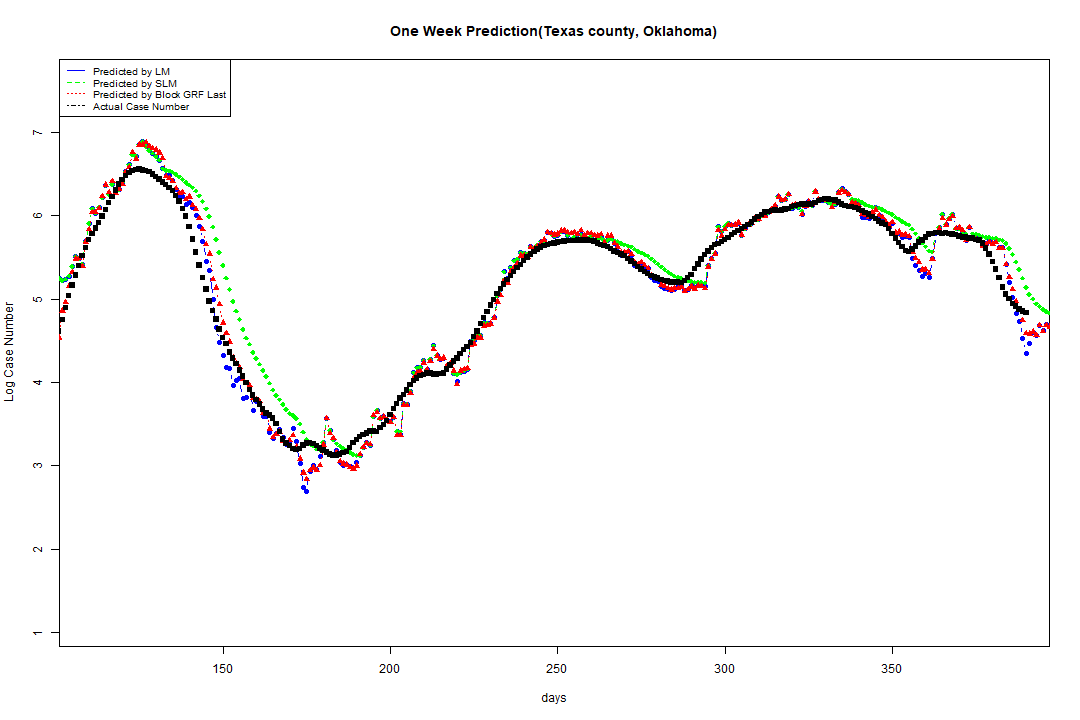 One Week Prediction(Texas county, Oklahoma)
Predicted by LM
Predicted by SLM
Predicted by Block GRF Last
Actual Case Number
Log Case Number
7
6
5
4
3
2
1
150 200 250 300 350
days